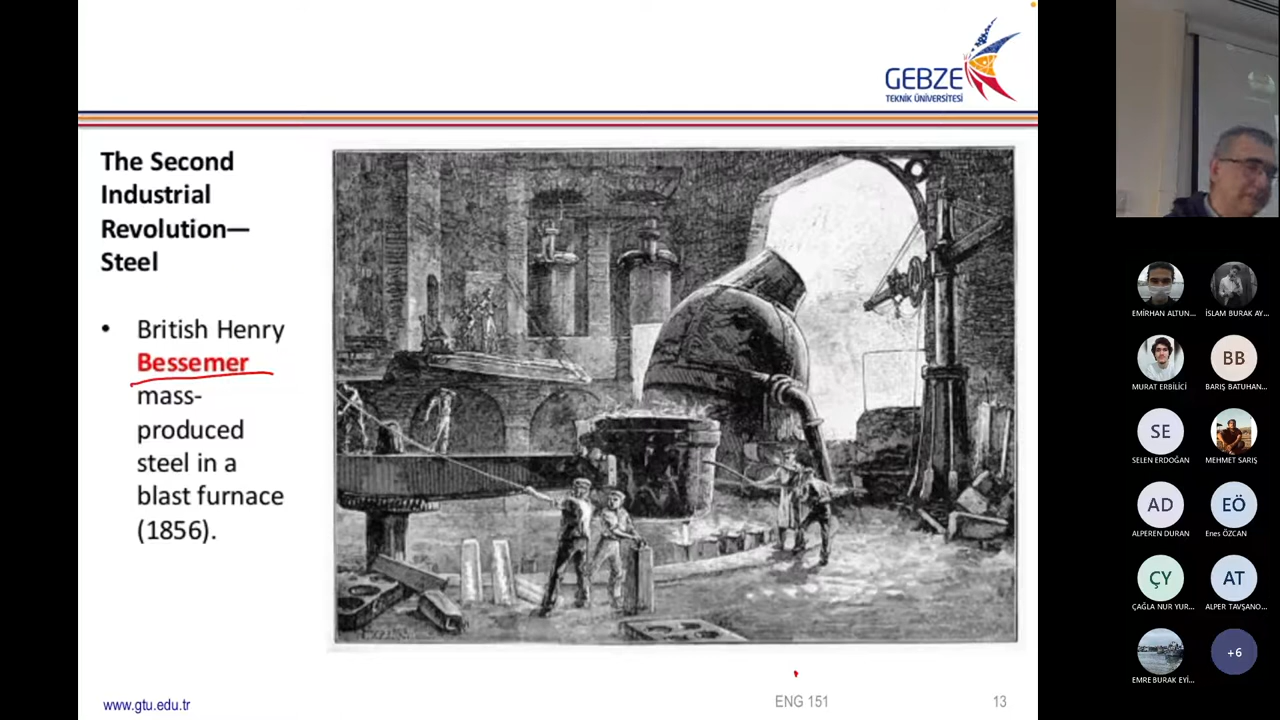 GEBZE
TEKNİK ÜNİVERSİTESİ
The Second
Industrial
Revolution—
Steel
• British Henry
Bessemer
mass-
produced
steel in a
blast furnace
(1856).
www.gtu.edu.tr
ENG 151
13
EMİRHAN ALTUN...
İSLAM BURAK AY...
MURAT ERBİLİCİ
BB
BARIŞ BATUHAN...
SE
SELEN ERDOĞAN
MEHMET SARIŞ
AD
ALPEREN DURAN
EÖ
Enes ÖZCAN
ÇY
ÇAĞLA NUR YUR...
AT
ALPER TAVŞANO...
EMRE BURAK EYİ...
+6